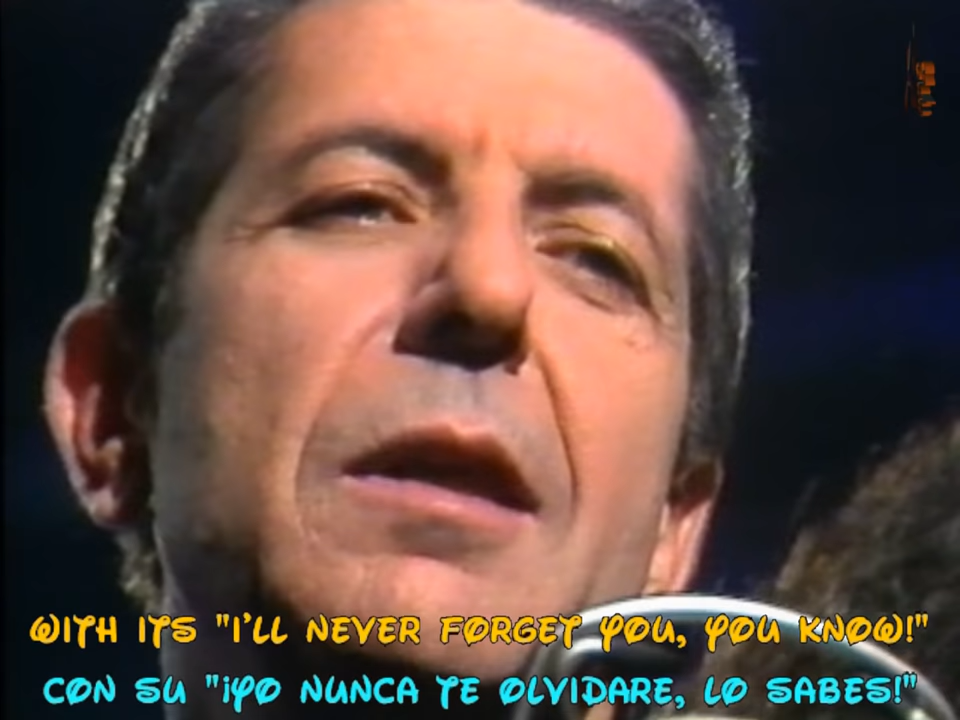 WITH ITS "I'LL NEVER FORGET YOU, YOU KNOW!"
CON SU "¡YO NUNCA TE OLVIDARE, LO SABES!"